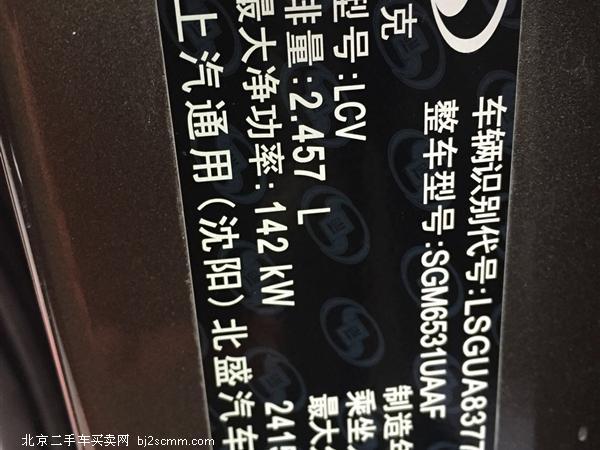 克
车辆识别代号:LSGUA8377
整车型号:SGM6531UAAF
型号:LCV
制造
排量:2.457 L
乘坐
最大净功率:142 kW
最大
上汽通用(沈阳)北盛汽车
2415
北京二手车买卖网 bj2scmm.com